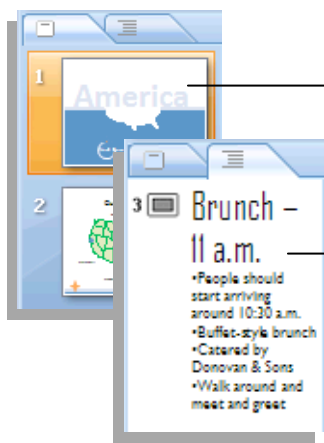 1
America
2
3
Brunch –
11 a.m.
•People should
start arriving
around 10:30 a.m.
•Buffet-style brunch
•Catered by
Donovan & Sons
•Walk around and
meet and greet